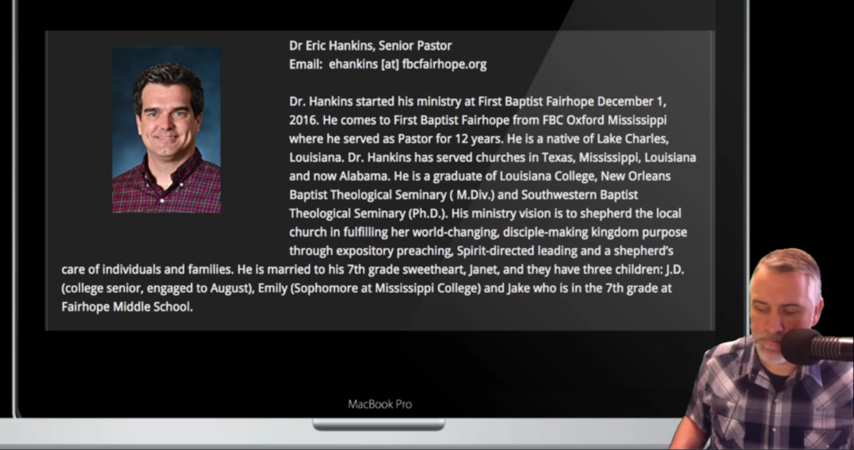 Dr Eric Hankins, Senior Pastor
Email: ehankins [at] fbcfairhope.org
Dr. Hankins started his ministry at First Baptist Fairhope December 1,
2016. He comes to First Baptist Fairhope from FBC Oxford Mississippi
where he served as Pastor for 12 years. He is a native of Lake Charles,
Louisiana. Dr. Hankins has served churches in Texas, Mississippi, Louisiana
and now Alabama. He is a graduate of Louisiana College, New Orleans
Baptist Theological Seminary ( M.Div.) and Southwestern Baptist
Theological Seminary (Ph.D.). His ministry vision is to shepherd the local
church in fulfilling her world-changing, disciple-making kingdom purpose
through expository preaching, Spirit-directed leading and a shepherd's
care of individuals and families. He is married to his 7th grade sweetheart, Janet, and they have three children: J.D.
(college senior, engaged to August), Emily (Sophomore at Mississippi College) and Jake who is in the 7th grade at
Fairhope Middle School.
MacBook Pro